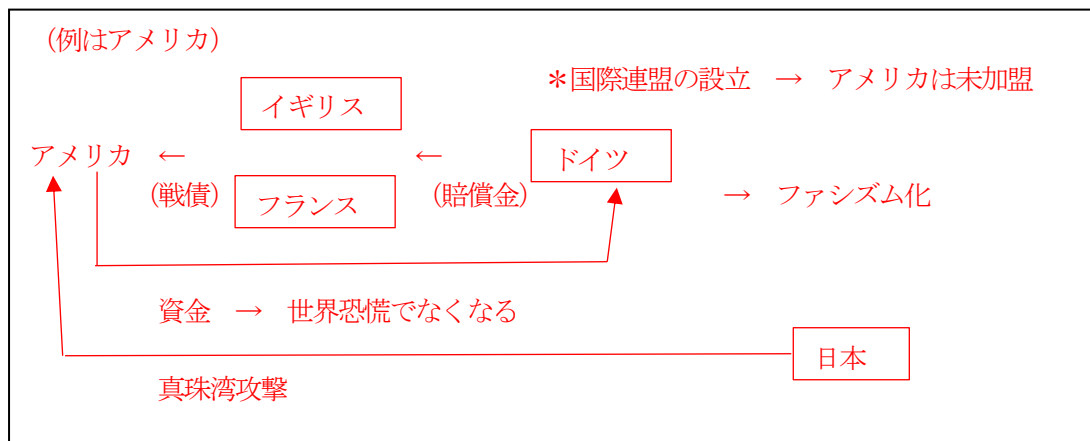 （例はアメリカ）
＊国際連盟の設立　→　アメリカは未加盟
イギリス
アメリカ　←　←　ドイツ
（戦債）　フランス　（賠償金）　→　ファシズム化
資金　→　世界恐慌でなくなる
日本
真珠湾攻撃